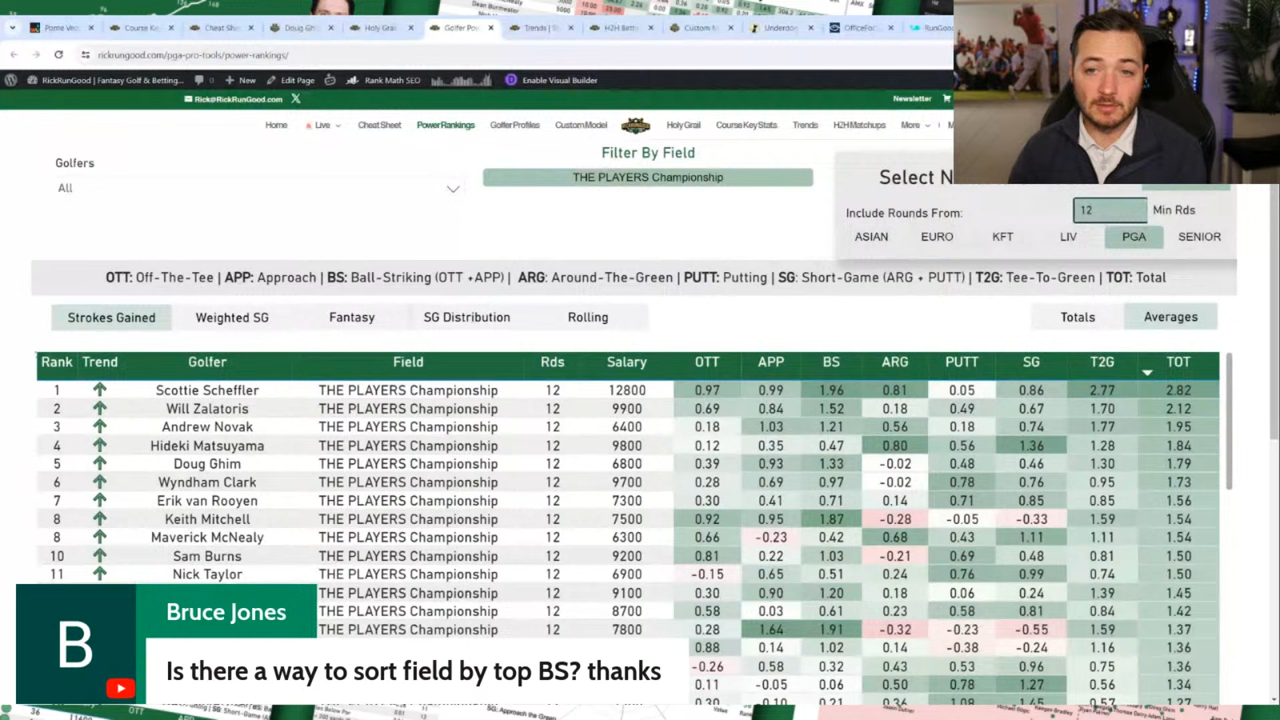 Pome
Course Ke
Cheat Sh
Doug Gh
Holy Grail
Golfer Po
Trends |
H2H Betti
Custom M
Underdo
OfficeFo
RunGoo
rickrungood.com/pga-pro-tools/power-rankings/
RickRunGood | Fantasy Golf & Betting... 0 New Edit Page Rank Math SEO Enable Visual Builder
Rick@RickRunGood.com X Newsletter
Home Live Cheat Sheet Power Rankings Golfer Profiles Custom Model Holy Grail Course Key Stats Trends H2H Matchups More
Filter By Field
Golfers
All
THE PLAYERS Championship
Select N
Include Rounds From: 12 Min Rds
ASIAN EURO KFT LIV PGA SENIOR
OTT: Off-The-Tee | APP: Approach | BS: Ball-Striking (OTT +APP) | ARG: Around-The-Green | PUTT: Putting | SG: Short-Game (ARG + PUTT) | T2G: Tee-To-Green | TOT: Total
Strokes Gained Weighted SG Fantasy SG Distribution Rolling Totals Averages
Rank Trend Golfer Field Rds Salary OTT APP BS ARG PUTT SG T2G TOT
1 Scottie Scheffler THE PLAYERS Championship 12 12800 0.97 0.99 1.96 0.81 0.05 0.86 2.77 2.82
2 Will Zalatoris THE PLAYERS Championship 12 9900 0.69 0.84 1.52 0.18 0.49 0.67 1.70 2.12
3 Andrew Novak THE PLAYERS Championship 12 6400 0.18 1.03 1.21 0.56 0.18 0.74 1.77 1.95
4 Hideki Matsuyama THE PLAYERS Championship 12 9800 0.12 0.35 0.47 0.80 0.56 1.36 1.28 1.84
5 Doug Ghim THE PLAYERS Championship 12 6800 0.39 0.93 1.33 -0.02 0.48 0.46 1.30 1.79
6 Wyndham Clark THE PLAYERS Championship 12 9700 0.28 0.69 0.97 -0.02 0.78 0.76 0.95 1.73
7 Erik van Rooyen THE PLAYERS Championship 12 7300 0.30 0.41 0.71 0.14 0.71 0.85 0.85 1.56
8 Keith Mitchell THE PLAYERS Championship 12 7500 0.92 0.95 1.87 -0.28 -0.05 -0.33 1.59 1.54
8 Maverick McNealy THE PLAYERS Championship 12 6300 0.66 -0.23 0.42 0.68 0.43 1.11 1.11 1.54
10 Sam Burns THE PLAYERS Championship 12 9200 0.81 0.22 1.03 -0.21 0.69 0.48 0.81 1.50
11 Nick Taylor THE PLAYERS Championship 12 6900 -0.15 0.65 0.51 0.24 0.76 0.99 0.74 1.50
THE PLAYERS Championship 12 9100 0.30 0.90 1.20 0.18 0.06 0.24 1.39 1.45
THE PLAYERS Championship 12 8700 0.58 0.03 0.61 0.23 0.58 0.81 0.84 1.42
THE PLAYERS Championship 12 7800 0.28 1.64 1.91 -0.32 -0.23 -0.55 1.59 1.37
0.88 0.14 1.02 0.14 -0.38 -0.24 1.16 1.36
-0.26 0.58 0.32 0.43 0.53 0.96 0.75 1.36
0.11 -0.05 0.06 0.50 0.78 1.27 0.56 1.34
B
Bruce Jones
Is there a way to sort field by top BS? thanks